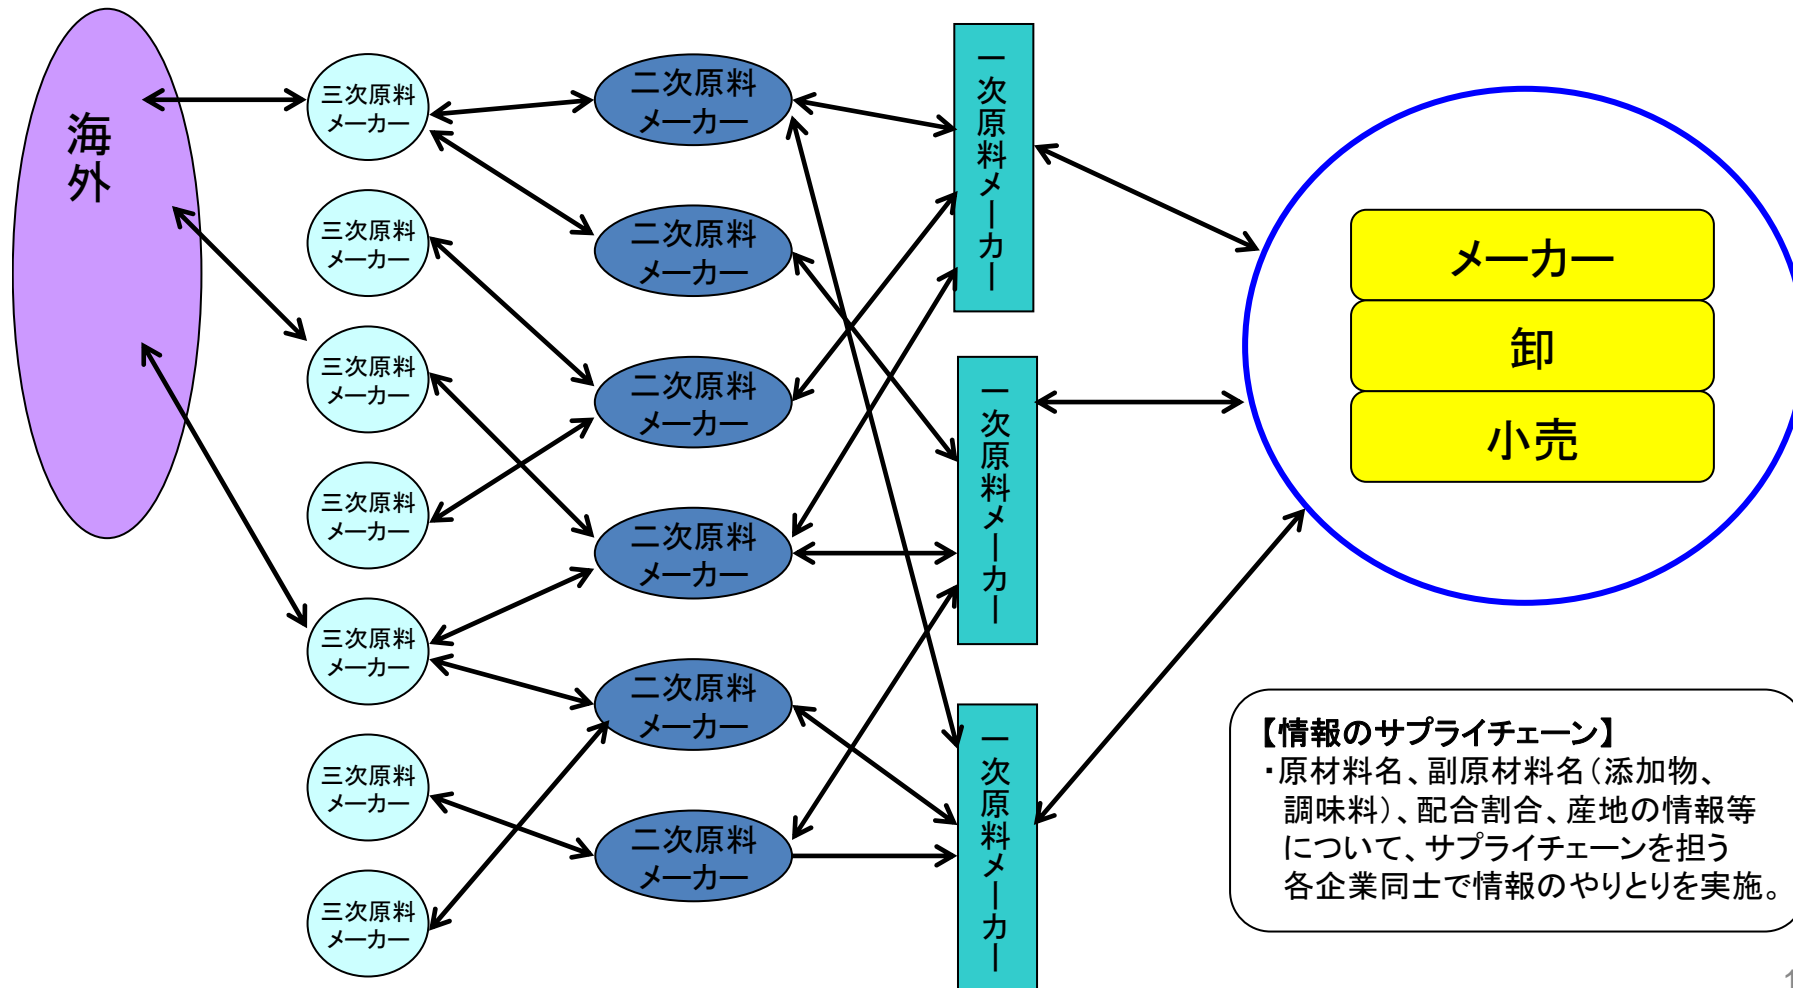 海外
三次原料
メーカー
三次原料
メーカー
三次原料
メーカー
三次原料
メーカー
三次原料
メーカー
三次原料
メーカー
三次原料
メーカー
二次原料
メーカー
二次原料
メーカー
二次原料
メーカー
二次原料
メーカー
二次原料
メーカー
二次原料
メーカー
一次原料メーカー
一次原料メーカー
一次原料メーカー
メーカー
卸
小売
【情報のサプライチェーン】
・原材料名、副原材料名（添加物、
調味料）、配合割合、産地の情報等
について、サプライチェーンを担う
各企業同士で情報のやりとりを実施。
1